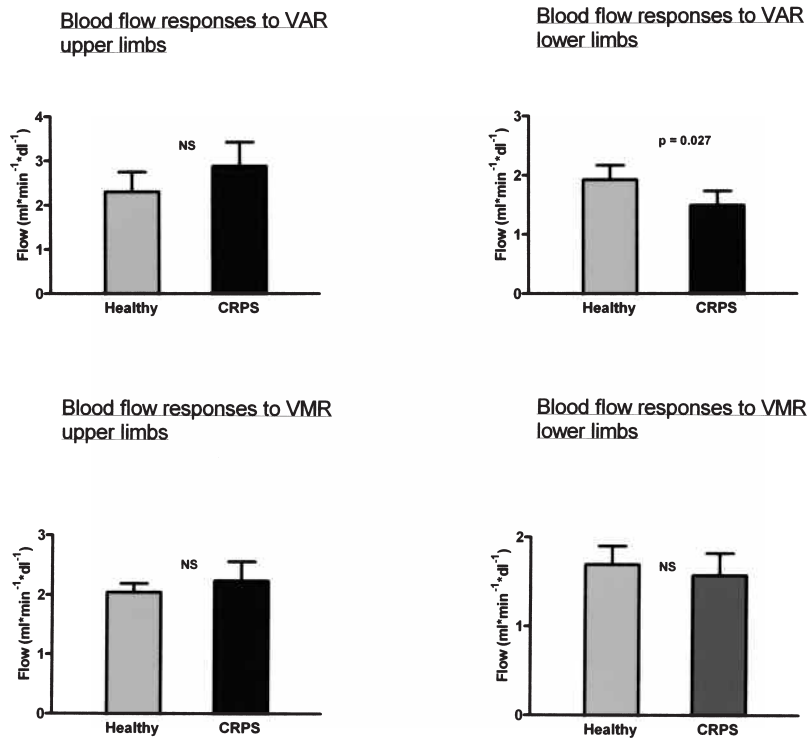 Blood flow responses to VAR
upper limbs
4
3
2
1
0
Flow (ml*min⁻¹*dl⁻¹)
NS
Healthy
CRPS
Blood flow responses to VAR
lower limbs
3
2
1
0
Flow (ml*min⁻¹*dl⁻¹)
p = 0.027
Healthy
CRPS
Blood flow responses to VMR
upper limbs
3
2
1
0
Flow (ml*min⁻¹*dl⁻¹)
NS
Healthy
CRPS
Blood flow responses to VMR
lower limbs
2
1
0
Flow (ml*min⁻¹*dl⁻¹)
NS
Healthy
CRPS